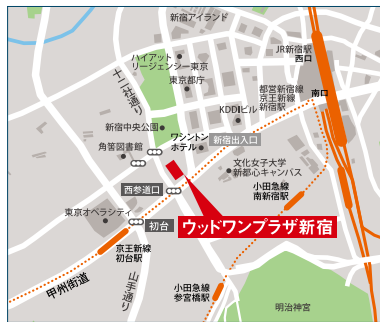 新宿アイランド
ハイアット
リージェンシー東京
東京都庁
JR新宿駅
西口
南口
都営新宿線
京王新線
新宿駅
KDDIビル
十二社通り
新宿中央公園
ワシントン
ホテル
新宿出入口
角筈図書館
文化女子大学
新都心キャンパス
西参道口
小田急線
南新宿駅
東京オペラシティ
初台
ウッドワンプラザ新宿
京王新線
初台駅
甲州街道
山手通り
小田急線
参宮橋駅
明治神宮